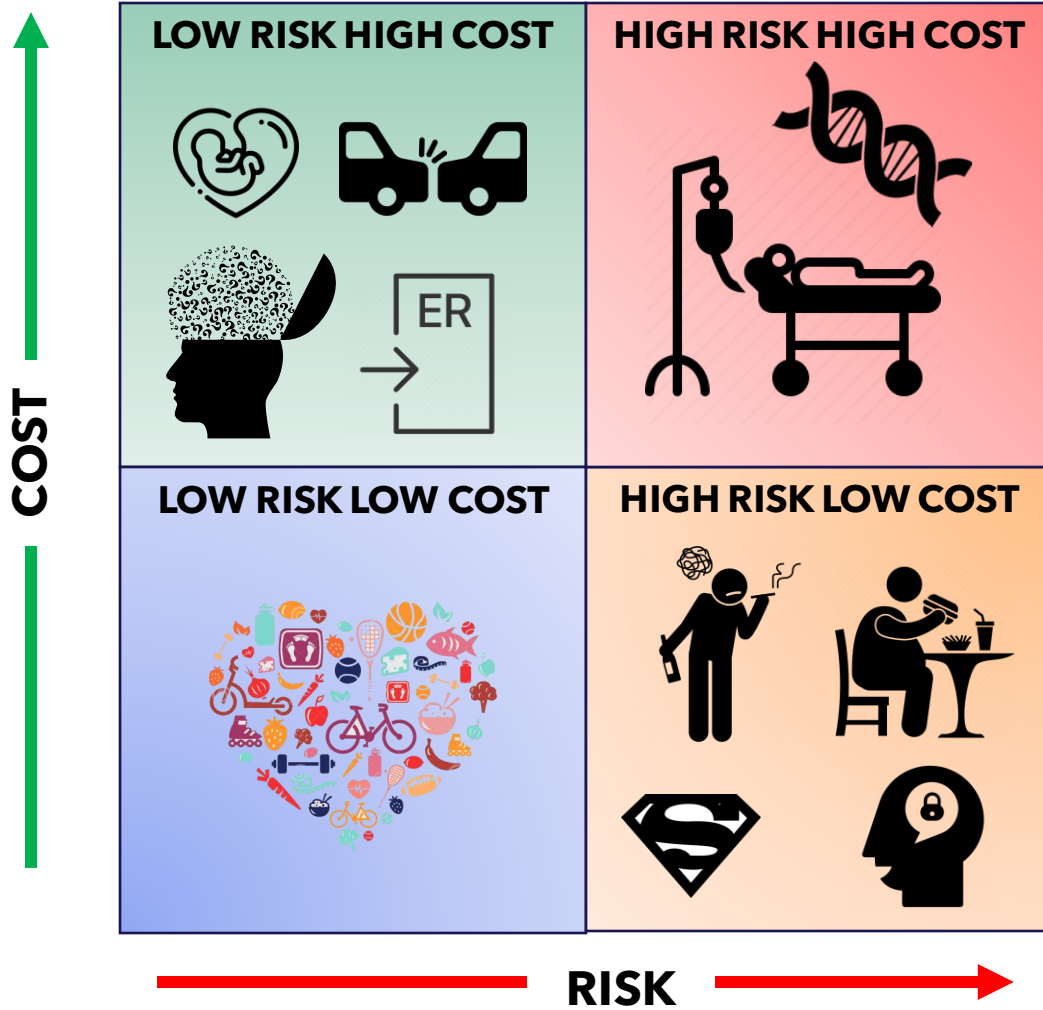 LOW RISK HIGH COST
HIGH RISK HIGH COST
ER
COST
LOW RISK LOW COST
HIGH RISK LOW COST
S
RISK